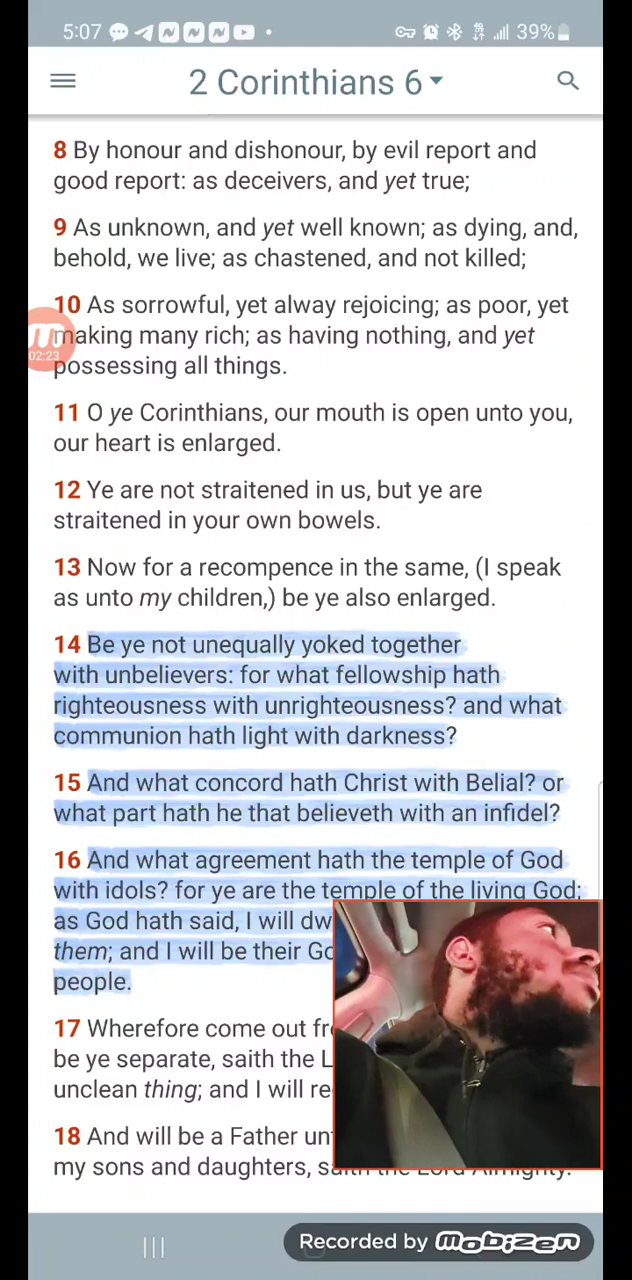 5:07
39%
2 Corinthians 6
8 By honour and dishonour, by evil report and
good report: as deceivers, and yet true;
9 As unknown, and yet well known; as dying, and,
behold, we live; as chastened, and not killed;
10 As sorrowful, yet alway rejoicing; as poor, yet
making many rich; as having nothing, and yet
02:23
possessing all things.
11 O ye Corinthians, our mouth is open unto you,
our heart is enlarged.
12 Ye are not straitened in us, but ye are
straitened in your own bowels.
13 Now for a recompence in the same, (I speak
as unto my children,) be ye also enlarged.
14 Be ye not unequally yoked together
with unbelievers: for what fellowship hath
righteousness with unrighteousness? and what
communion hath light with darkness?
15 And what concord hath Christ with Belial? or
what part hath he that believeth with an infidel?
16 And what agreement hath the temple of God
with idols? for ye are the temple of the living God;
as God hath said, I will dw
them; and I will be their Go
people.
17 Wherefore come out fr
be ye separate, saith the L
unclean thing; and I will re
18 And will be a Father un
my sons and daughters, saith the Lord Almighty.
Recorded by mobizen